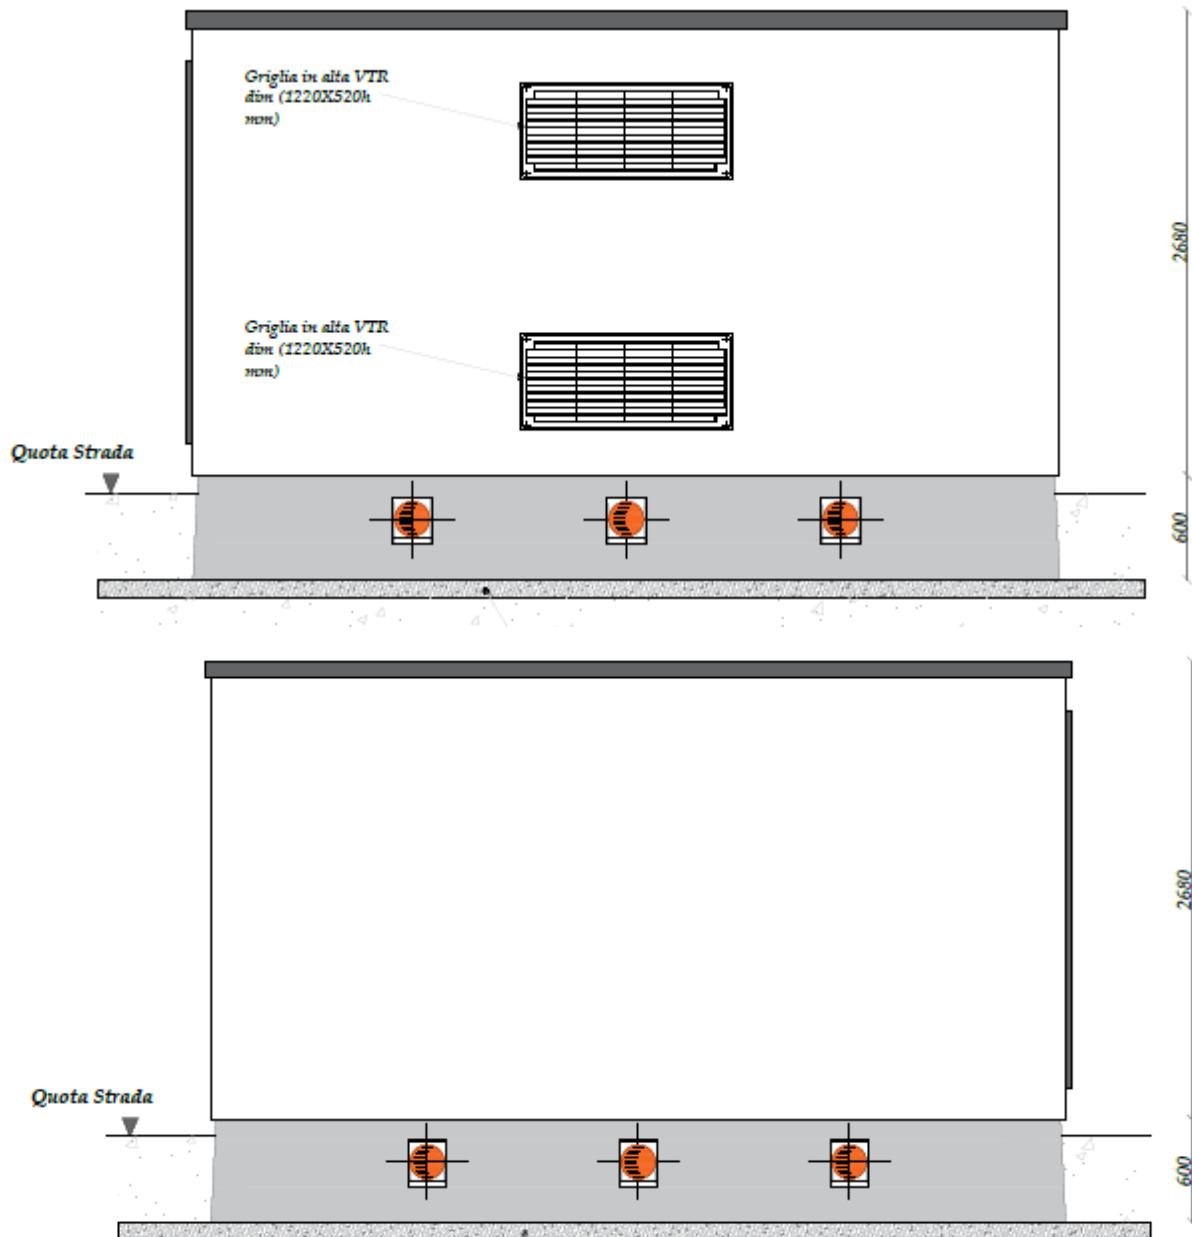 Griglia in alta VTR
dim (1220X520h
mm)
2680
Griglia in alta VTR
dim (1220X520h
mm)
Quota Strada
600
2680
Quota Strada
600